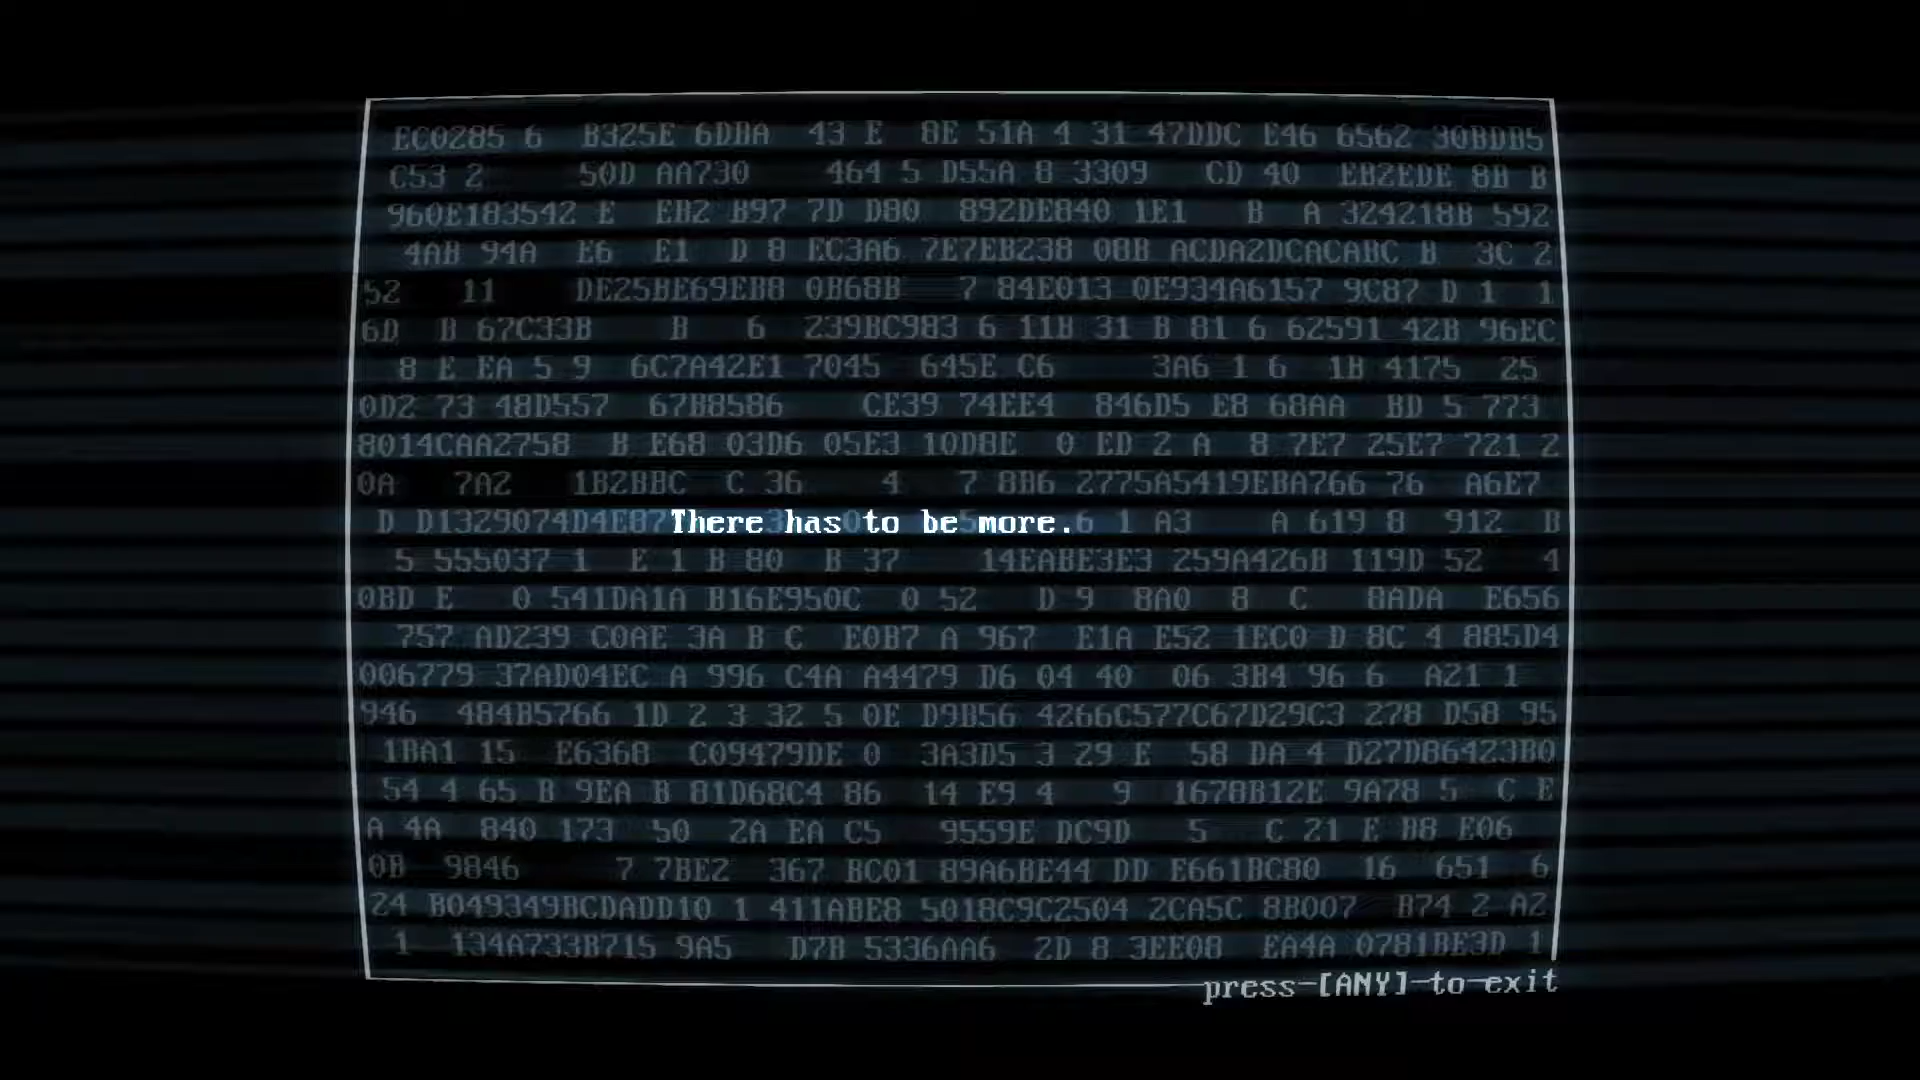 EC0285 6 B325E 6DBA 43 E 8E 51A 4 31 47DDC E46 6562 30BDB5
C53 2 50D AA730 464 5 D55A 8 3309 CD 40 EB2EDE 8B B
960E183542 E EB2 B97 7D D80 892DE840 1E1 B A 324218B 592
4AB 94A E6 E1 D 8 EC3A6 7E7EB238 08B ACDA2DCACABC B 3C 2
52 11 DE25BE69EB8 0B68B 7 84E013 0E934A6157 9C87 D 1 1
6D B 67C33B B 6 239BC983 6 11B 31 B 81 6 62591 42B 96EC
8 E EA 5 9 6C7A42E1 7045 645E C6 3A6 1 6 1B 4175 25
0D2 73 48D557 67B8586 CE39 74EE4 846D5 E8 68AA BD 5 773
8014CAA2758 B E68 03D6 05E3 10D8E 0 ED 2 A 8 7E7 25E7 721 2
0A 7A2 1B2BBC C 36 4 7 8B6 2775A5419EBA766 76 A6E7
D D1329074D4E87 There has to be more. 6 1 A3 A 619 8 912 B
5 555037 1 E 1 B 80 B 37 14EABE3E3 259A426B 119D 52 4
0BD E 0 541DA1A B16E950C 0 52 D 9 8A0 8 C 8ADA E656
757 AD239 C0AE 3A B C E0B7 A 967 E1A E52 1EC0 D 8C 4 885D4
006779 37AD04EC A 996 C4A A4479 D6 04 40 06 3B4 96 6 A21 1
946 484B5766 1D 2 3 32 5 0E D9B56 4266C577C67D29C3 278 D58 95
1BA1 15 E6368 C09479DE 0 3A3D5 3 29 E 58 DA 4 D27D86423B0
54 4 65 B 9EA B 81D68C4 86 14 E9 4 9 1678B12E 9A78 5 C E
A 4A 840 173 50 2A EA C5 9559E DC9D 5 C 21 E B8 E06
0B 9846 7 7BE2 367 BC01 89A6BE44 DD E661BC80 16 651 6
24 B049349BCDADD10 1 411ABE8 5018C9C2504 2CA5C 8B007 B74 2 A2
1 134A733B715 9A5 D7B 5336AA6 2D 8 3EE08 EA4A 0781BE3D 1
press-[ANY]-to-exit